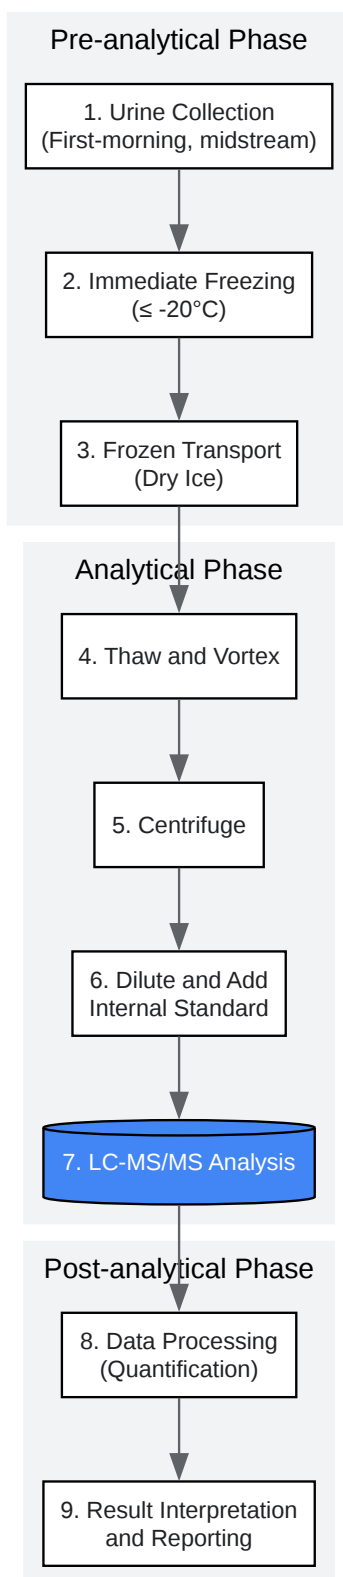 Pre-analytical Phase
1. Urine Collection
(First-morning, midstream)
2. Immediate Freezing
(≤ -20°C)
3. Frozen Transport
(Dry Ice)
Analytical Phase
4. Thaw and Vortex
5. Centrifuge
6. Dilute and Add
Internal Standard
7. LC-MS/MS Analysis
Post-analytical Phase
8. Data Processing
(Quantification)
9. Result Interpretation
and Reporting